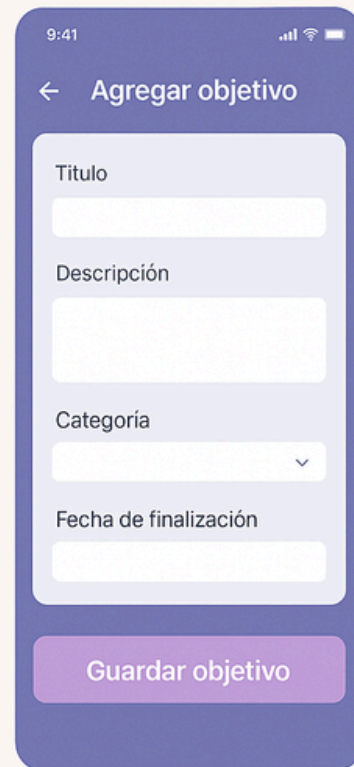 9:41
Agregar objetivo
Titulo
Descripción
Categoría
Fecha de finalización
Guardar objetivo